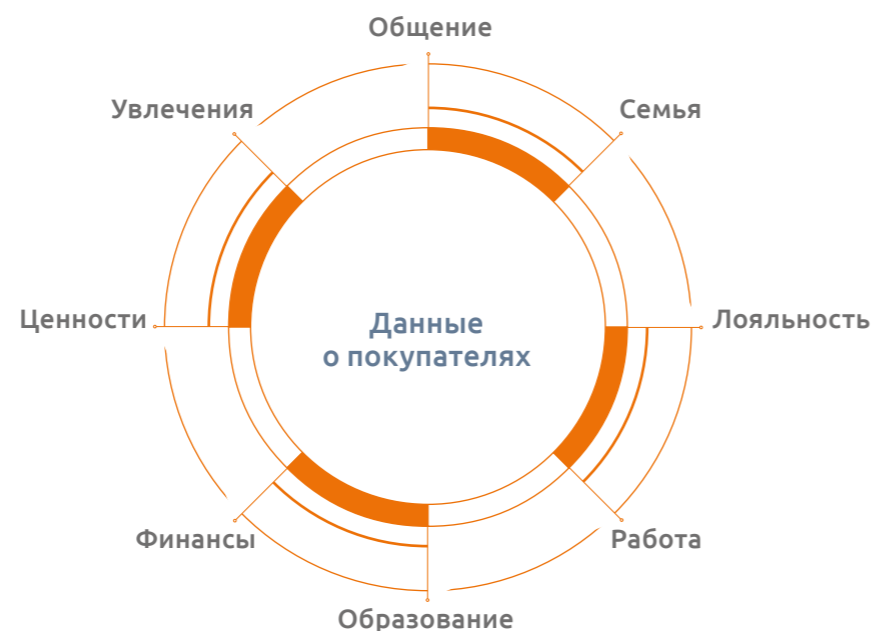 Общение
Увлечения
Семья
Ценности
Данные
о покупателях
Лояльность
Финансы
Работа
Образование